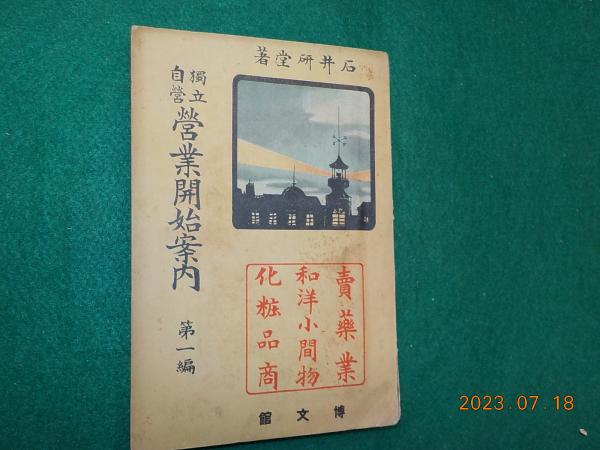 石井研堂著
獨立
自營
營業開始案内
第一編
賣藥業
和洋小間物
化粧品商
博文館
2023.07.18